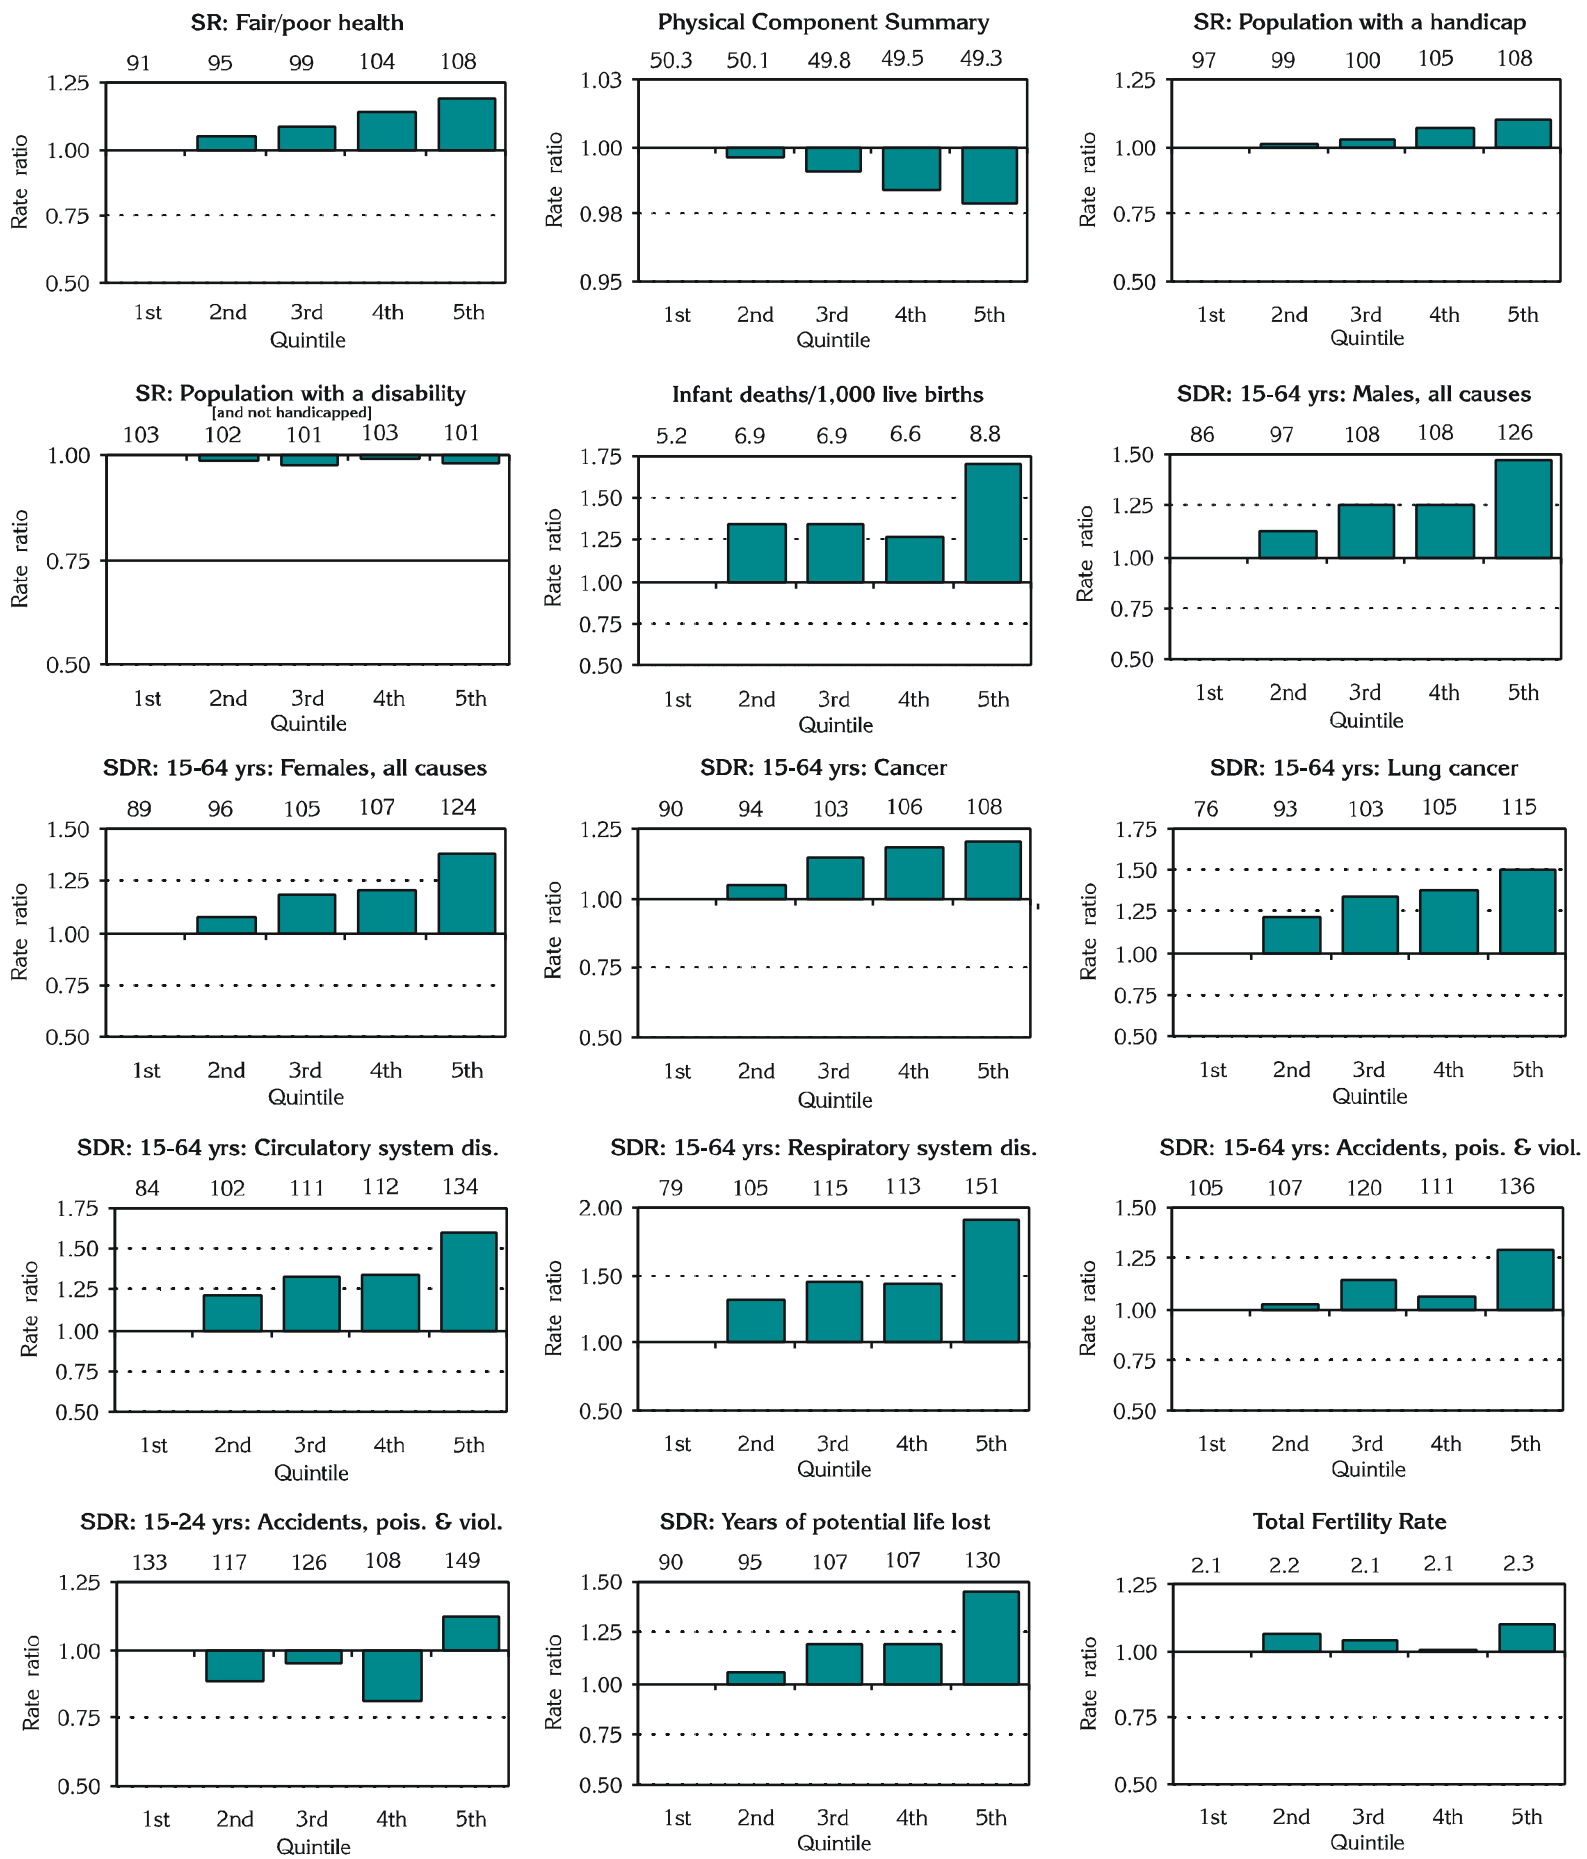 SR: Fair/poor health
91 95 99 104 108
1.25
1.00
0.75
0.50
Rate ratio
1st 2nd 3rd 4th 5th
Quintile
Physical Component Summary
50.3 50.1 49.8 49.5 49.3
1.03
1.00
0.98
0.95
Rate ratio
1st 2nd 3rd 4th 5th
Quintile
SR: Population with a handicap
97 99 100 105 108
1.25
1.00
0.75
0.50
Rate ratio
1st 2nd 3rd 4th 5th
Quintile
SR: Population with a disability
[and not handicapped]
103 102 101 103 101
1.00
0.75
0.50
Rate ratio
1st 2nd 3rd 4th 5th
Quintile
Infant deaths/1,000 live births
5.2 6.9 6.9 6.6 8.8
1.75
1.50
1.25
1.00
0.75
0.50
Rate ratio
1st 2nd 3rd 4th 5th
Quintile
SDR: 15-64 yrs: Males, all causes
86 97 108 108 126
1.50
1.25
1.00
0.75
0.50
Rate ratio
1st 2nd 3rd 4th 5th
Quintile
SDR: 15-64 yrs: Females, all causes
89 96 105 107 124
1.50
1.25
1.00
0.75
0.50
Rate ratio
1st 2nd 3rd 4th 5th
Quintile
SDR: 15-64 yrs: Cancer
90 94 103 106 108
1.25
1.00
0.75
0.50
Rate ratio
1st 2nd 3rd 4th 5th
Quintile
SDR: 15-64 yrs: Lung cancer
76 93 103 105 115
1.75
1.50
1.25
1.00
0.75
0.50
Rate ratio
1st 2nd 3rd 4th 5th
Quintile
SDR: 15-64 yrs: Circulatory system dis.
84 102 111 112 134
1.75
1.50
1.25
1.00
0.75
0.50
Rate ratio
1st 2nd 3rd 4th 5th
Quintile
SDR: 15-64 yrs: Respiratory system dis.
79 105 115 113 151
2.00
1.50
1.00
0.50
Rate ratio
1st 2nd 3rd 4th 5th
Quintile
SDR: 15-64 yrs: Accidents, pois. & viol.
105 107 120 111 136
1.50
1.25
1.00
0.75
0.50
Rate ratio
1st 2nd 3rd 4th 5th
Quintile
SDR: 15-24 yrs: Accidents, pois. & viol.
133 117 126 108 149
1.25
1.00
0.75
0.50
Rate ratio
1st 2nd 3rd 4th 5th
Quintile
SDR: Years of potential life lost
90 95 107 107 130
1.50
1.25
1.00
0.75
0.50
Rate ratio
1st 2nd 3rd 4th 5th
Quintile
Total Fertility Rate
2.1 2.2 2.1 2.1 2.3
1.25
1.00
0.75
0.50
Rate ratio
1st 2nd 3rd 4th 5th
Quintile